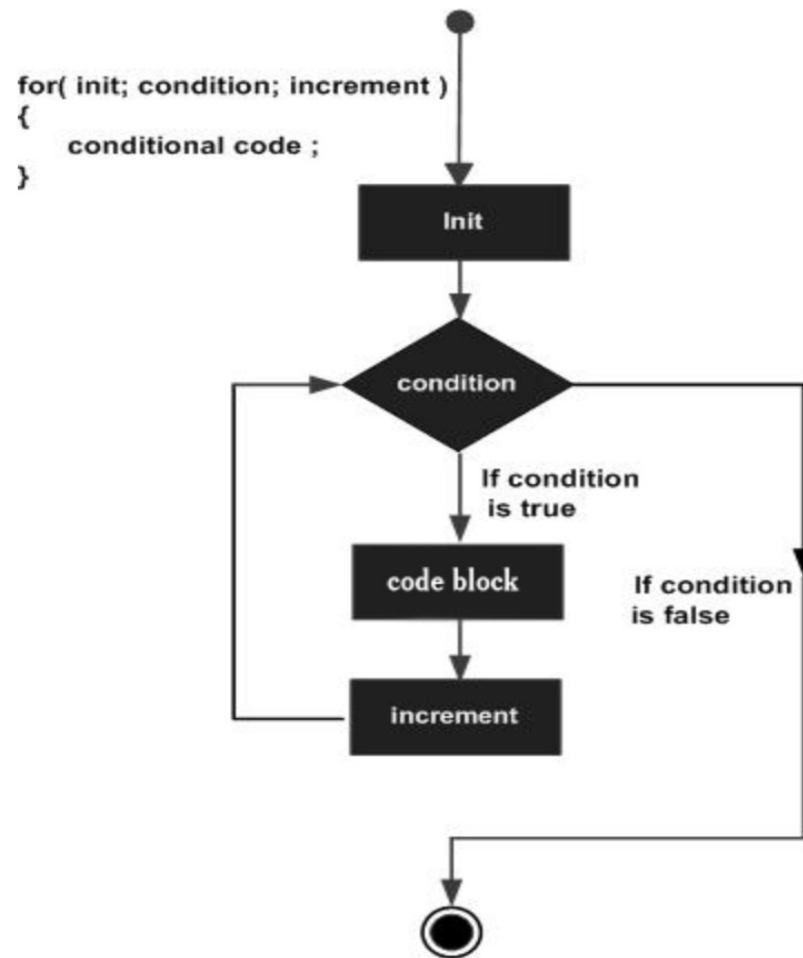 for( init; condition; increment )
{
conditional code ;
}
Init
condition
If condition
is true
code block
If condition
is false
increment